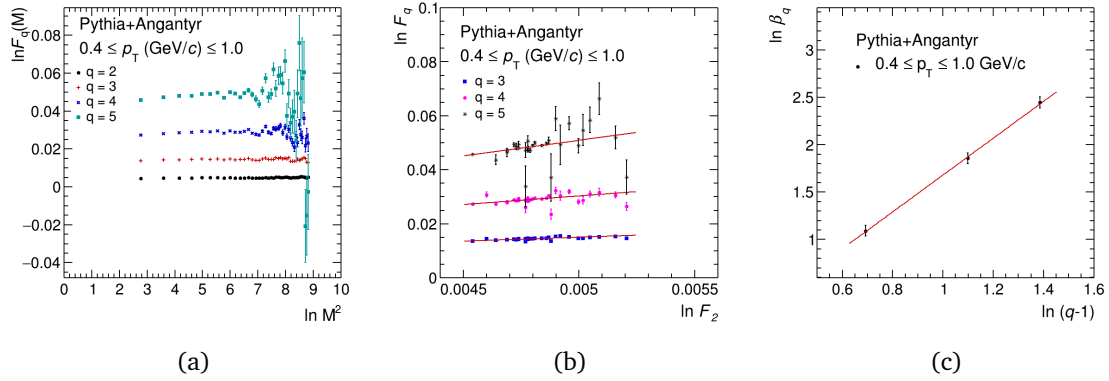 lnF_q(M)
0.08
0.06
0.04
0.02
0
−0.02
−0.04
Pythia+Angantyr
0.4 ≤ p_T (GeV/c) ≤ 1.0
q = 2
q = 3
q = 4
q = 5
0 1 2 3 4 5 6 7 8 9 10
ln M^2
(a)
ln F_q
0.1
0.08
0.06
0.04
0.02
0
Pythia+Angantyr
0.4 ≤ p_T (GeV/c) ≤ 1.0
q = 3
q = 4
q = 5
0.0045 0.005 0.0055
ln F_2
(b)
ln β_q
3
2.5
2
1.5
1
Pythia+Angantyr
0.4 ≤ p_T ≤ 1.0 GeV/c
0.6 0.8 1 1.2 1.4 1.6
ln (q-1)
(c)